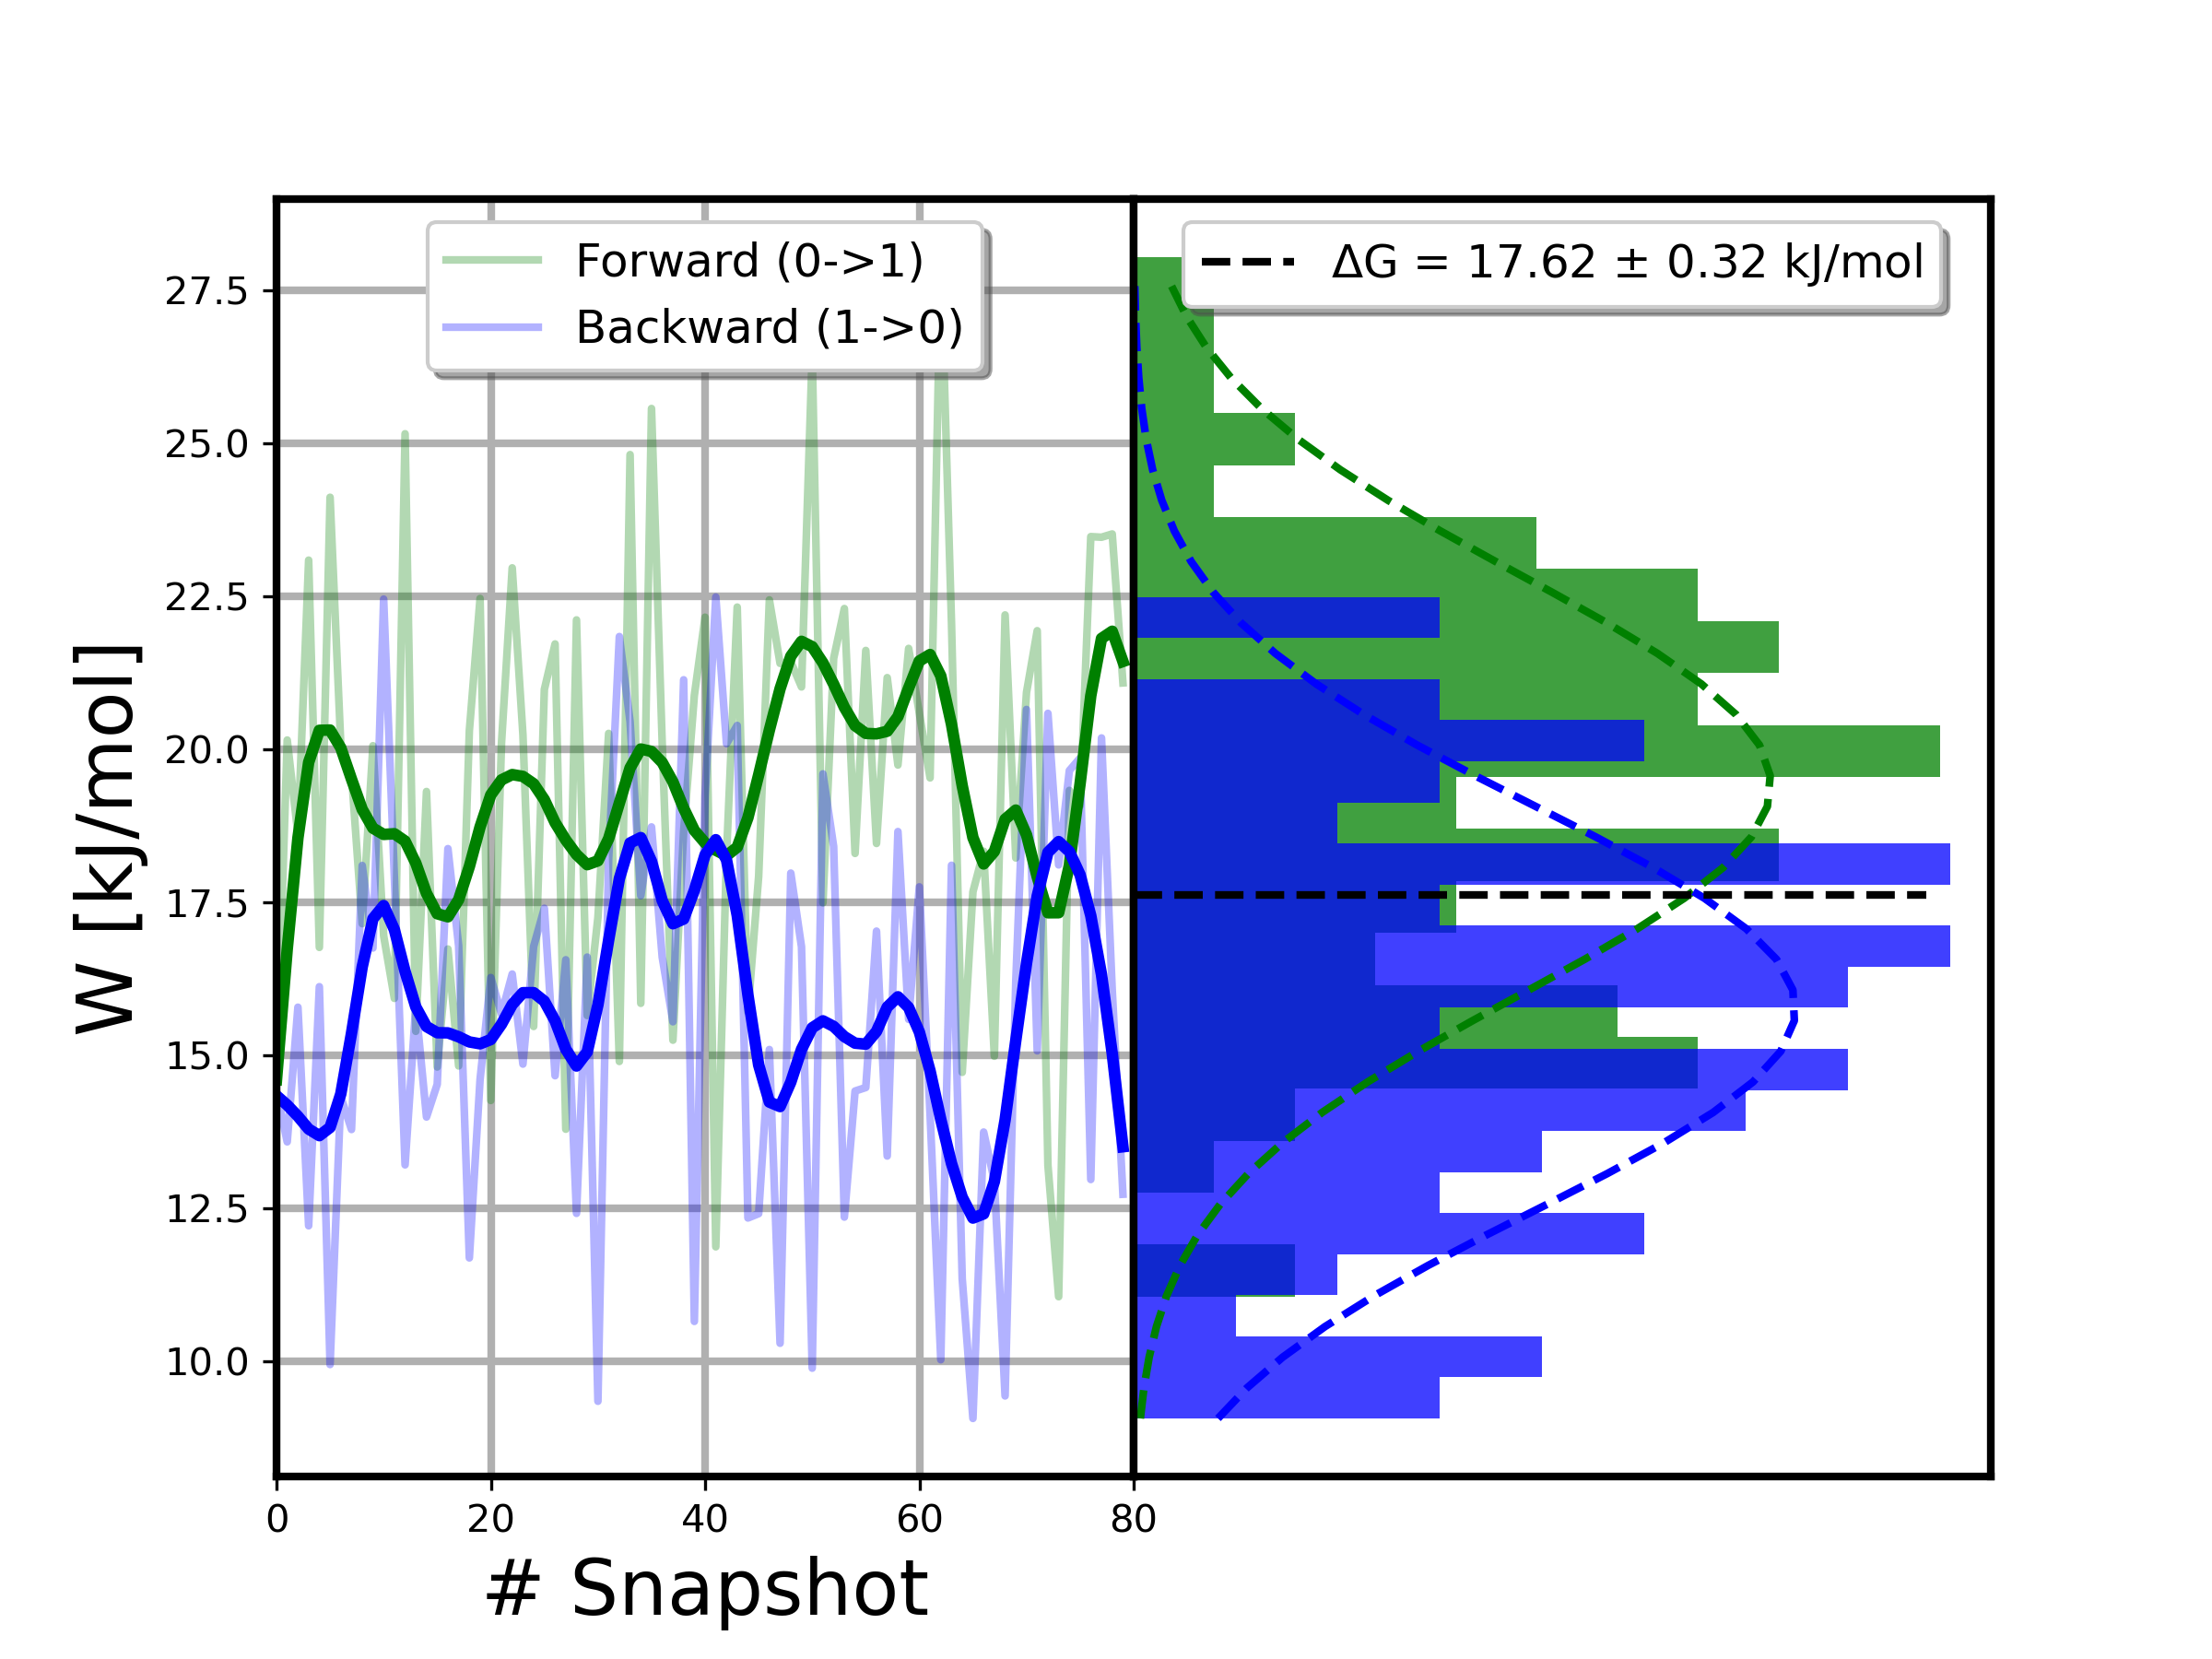 Forward (0->1)
Backward (1->0)
ΔG = 17.62 ± 0.32 kJ/mol
W [kJ/mol]
27.5
25.0
22.5
20.0
17.5
15.0
12.5
10.0
0 20 40 60 80
# Snapshot